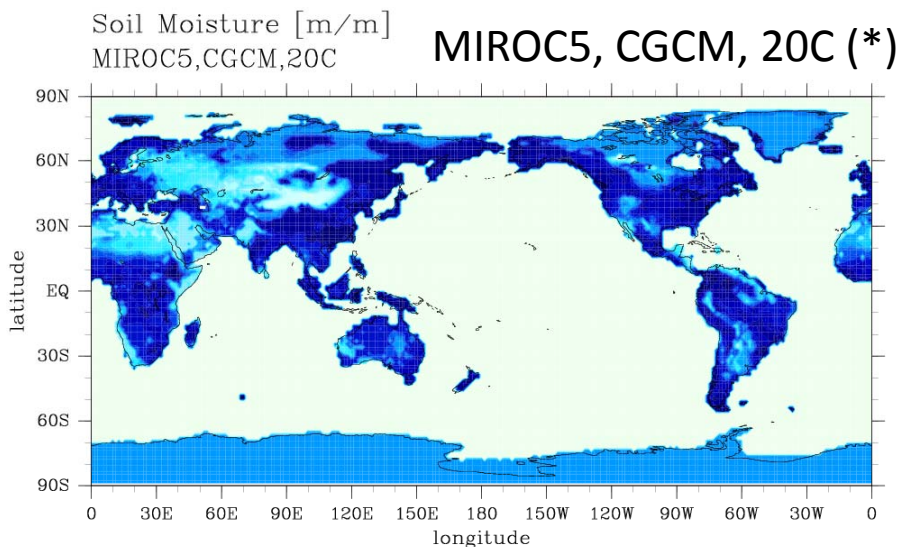 Soil Moisture [m/m]
MIROC5,CGCM,20C
MIROC5, CGCM, 20C (*)
90N
60N
30N
EQ
30S
60S
90S
latitude
0 30E 60E 90E 120E 150E 180 150W 120W 90W 60W 30W 0
longitude